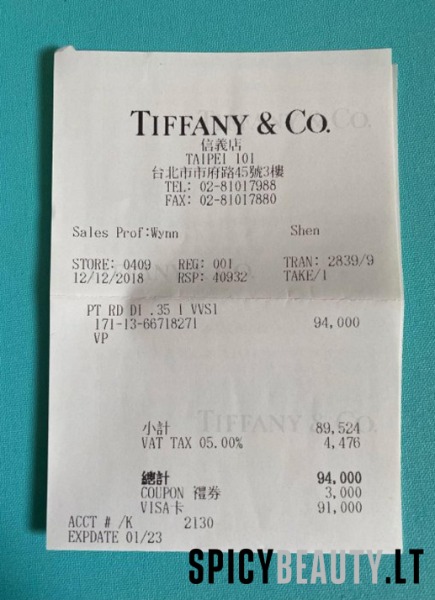 TIFFANY & CO.
信義店
TAIPEI 101
台北市市府路45號3樓
TEL: 02-81017988
FAX: 02-81017880
Sales Prof:Wynn Shen
STORE: 0409 REG: 001 TRAN: 2839/9
12/12/2018 RSP: 40932 TAKE/1
PT RD DI .35 I VVS1
171-13-66718271 94,000
VP
小計 89,524
VAT TAX 05.00% 4,476
總計 94,000
COUPON 禮券 3,000
VISA卡 91,000
ACCT # /K 2130
EXPDATE 01/23
SPICYBEAUTY.LT